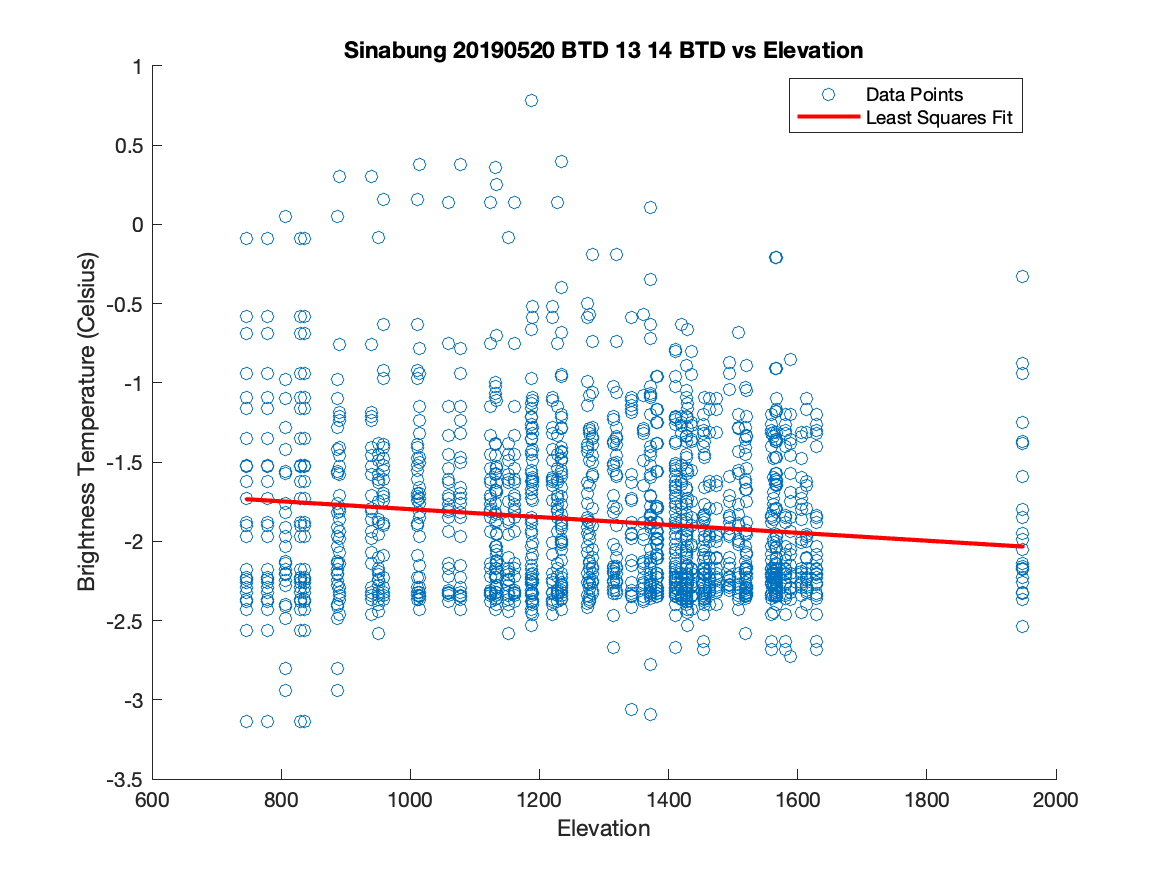 Sinabung 20190520 BTD 13 14 BTD vs Elevation
Data Points
Least Squares Fit
1
0.5
0
-0.5
-1
-1.5
-2
-2.5
-3
-3.5
Brightness Temperature (Celsius)
600 800 1000 1200 1400 1600 1800 2000
Elevation